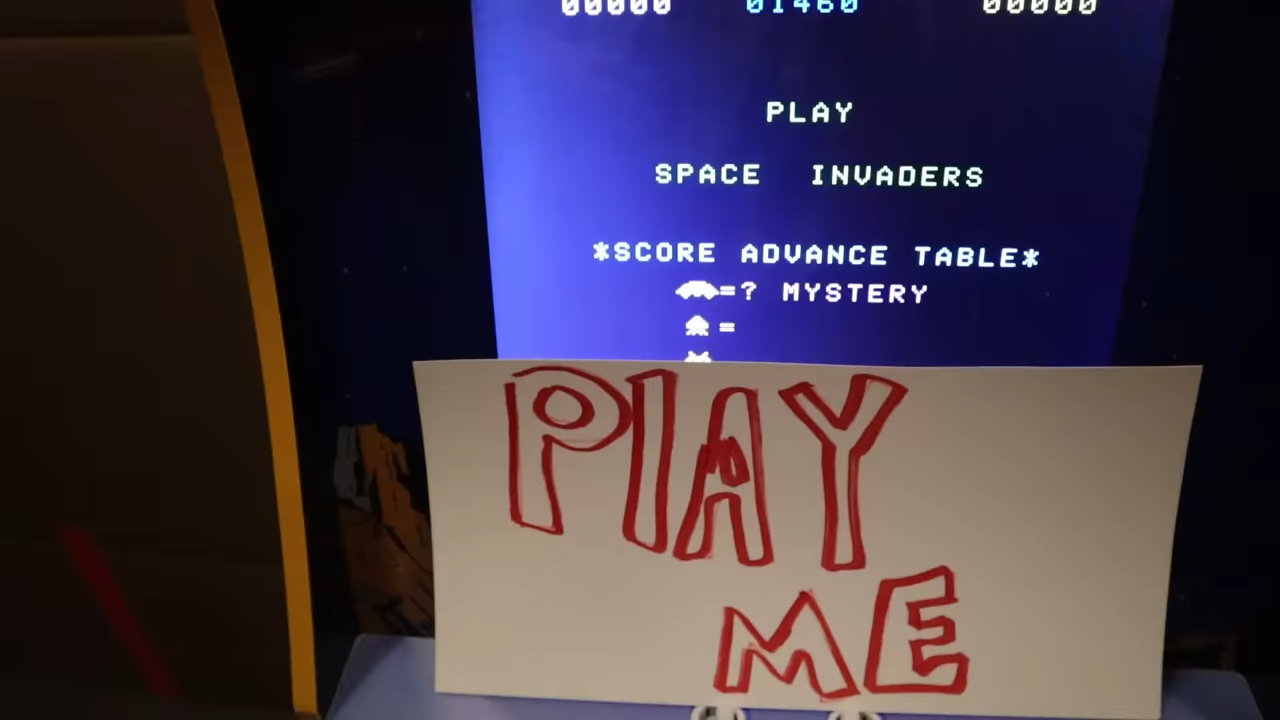 00000 01460 00000
PLAY
SPACE INVADERS
*SCORE ADVANCE TABLE*
=? MYSTERY
=
PlAY
ME